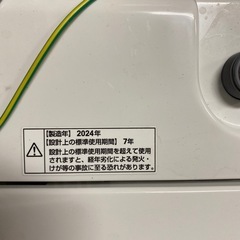 【製造年】2024年
【設計上の標準使用期間】 7年
設計上の標準使用期間を超えて使用
されますと、経年劣化による発火・
けが等の事故に至る恐れがあります。